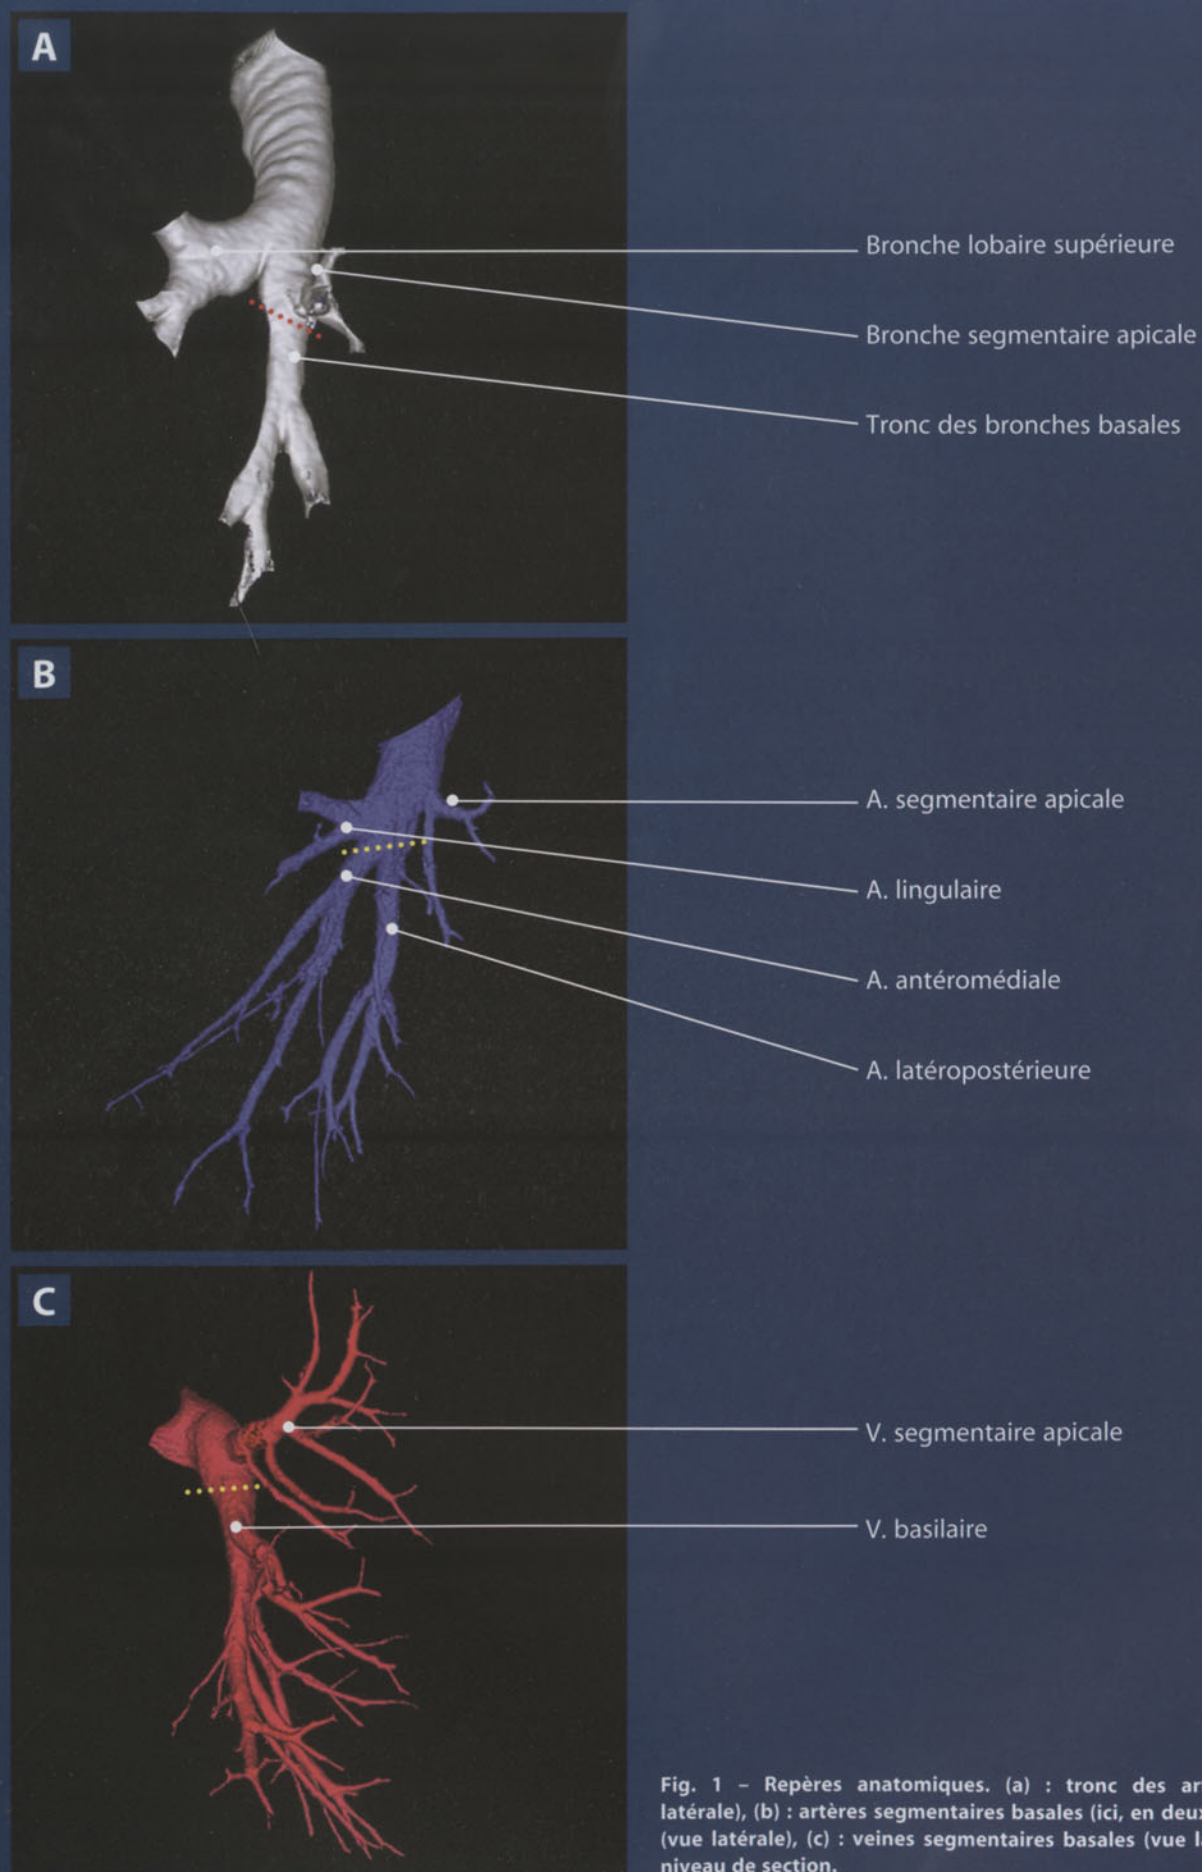 A
Bronche lobaire supérieure
Bronche segmentaire apicale
Tronc des bronches basales
B
A. segmentaire apicale
A. lingulaire
A. antéromédiale
A. latéropostérieure
C
V. segmentaire apicale
V. basilaire
Fig. 1 – Repères anatomiques. (a) : tronc des
latérale), (b) : artères segmentaires basales (ici, en
(vue latérale), (c) : veines segmentaires basales (vue
niveau de section.